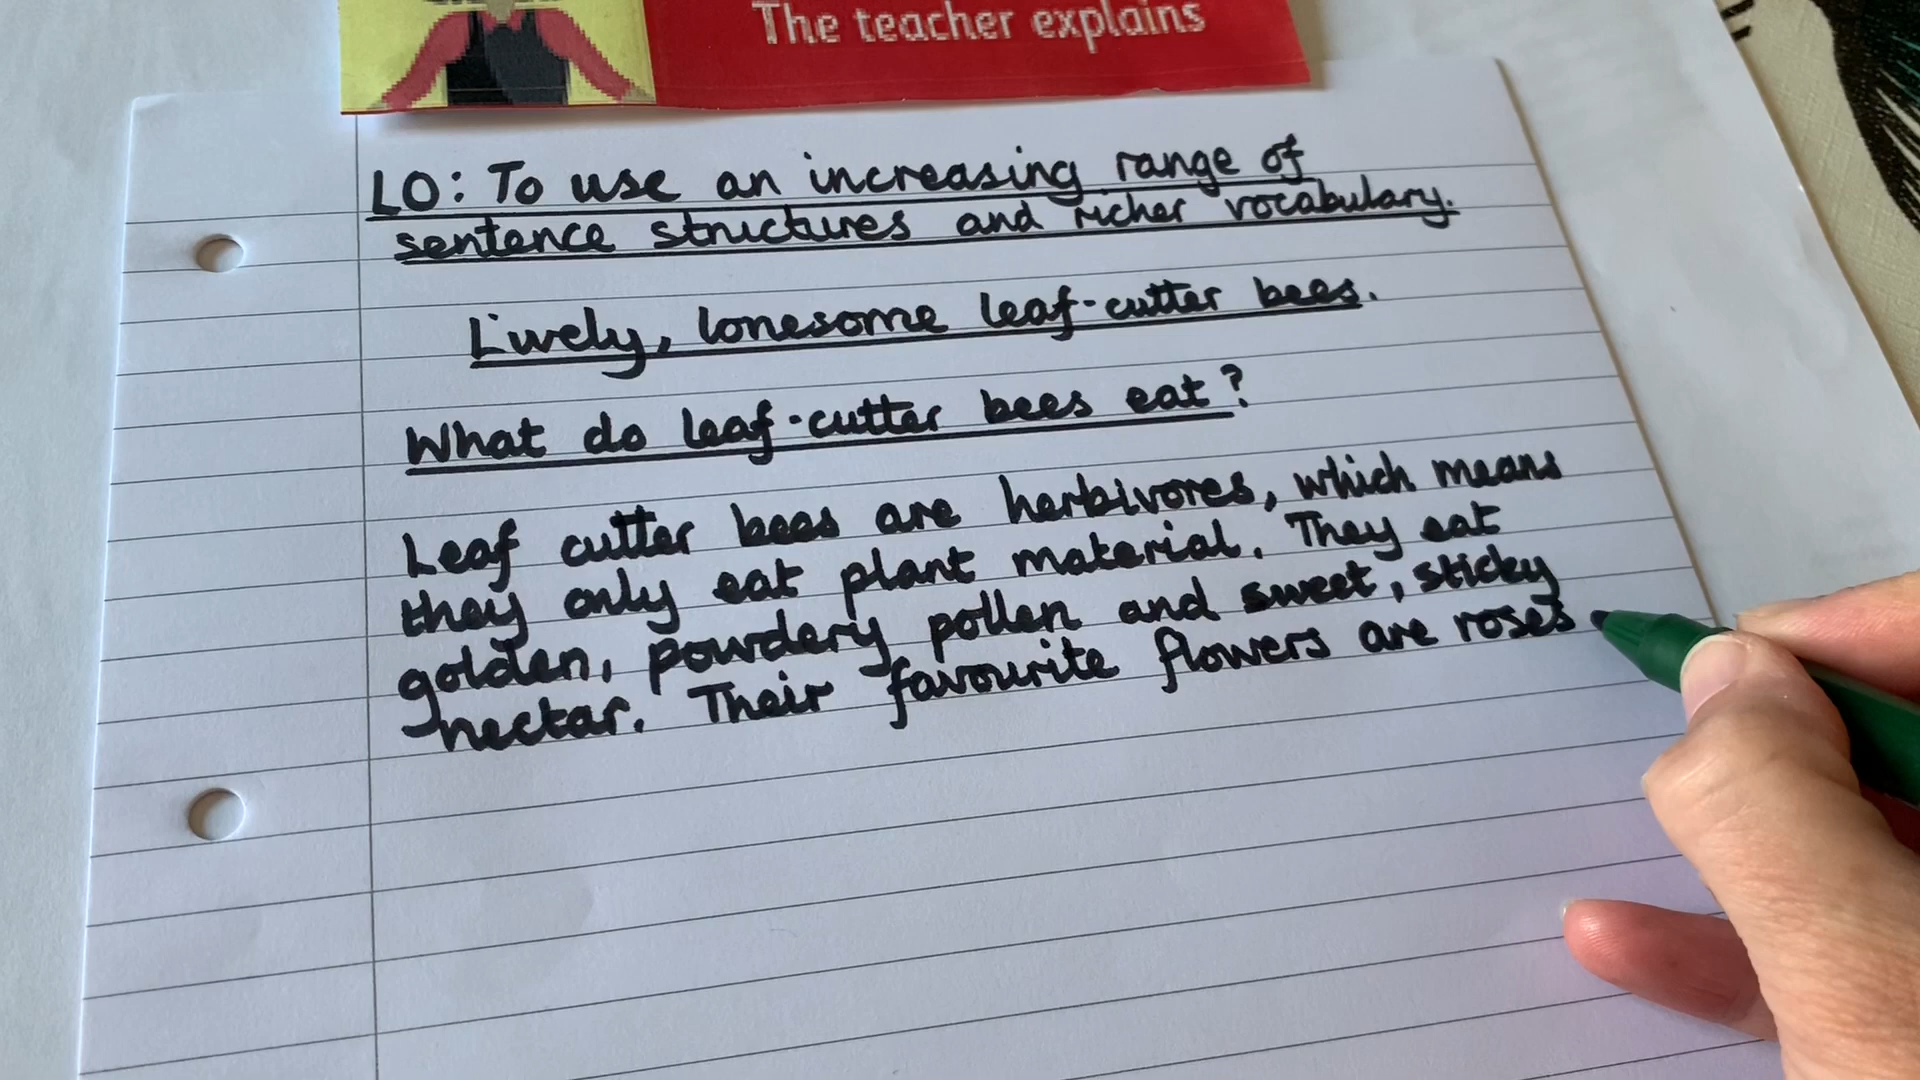 The teacher explains
LO: To use an increasing range of
sentence structures and richer vocabulary.
Lively, lonesome leaf-cutter bees.
What do leaf-cutter bees eat?
Leaf cutter bees are herbivores, which means
they only eat plant material. They eat
golden, powdery pollen and sweet, sticky
nectar. Their favourite flowers are roses